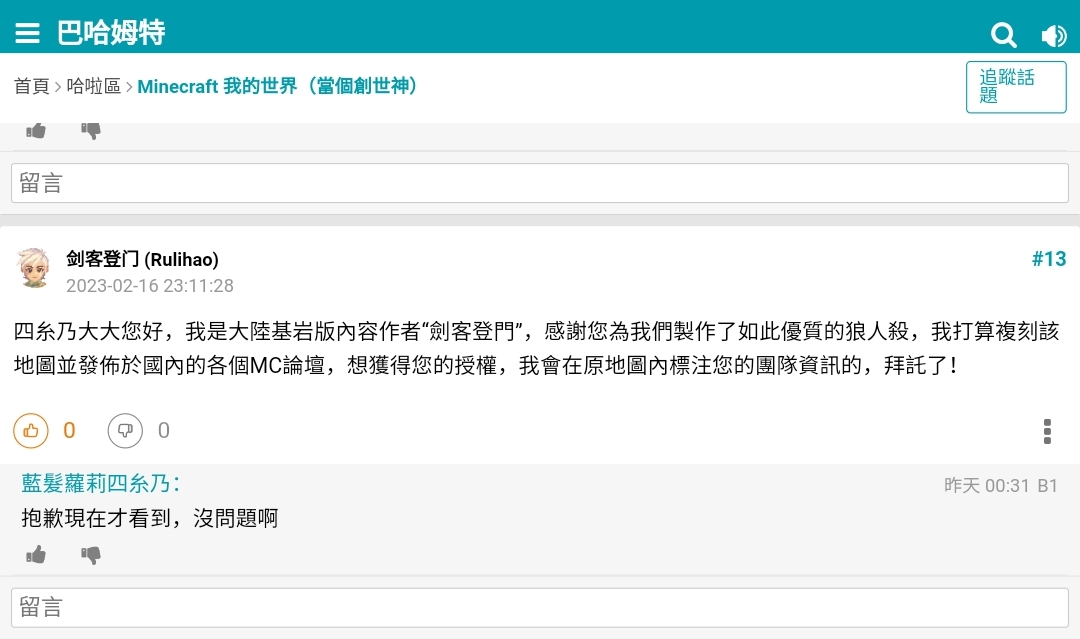 巴哈姆特
首頁 > 哈啦區 > Minecraft 我的世界（當個創世神）
追蹤話
題
留言
剑客登门 (Rulihao)
#13
2023-02-16 23:11:28
四糸乃大大您好，我是大陸基岩版內容作者“劍客登門”，感謝您為我們製作了如此優質的狼人殺，我打算複刻該
地圖並發佈於國內的各個MC論壇，想獲得您的授權，我會在原地圖內標注您的團隊資訊的，拜託了！
0 0
藍髮蘿莉四糸乃：
昨天 00:31 B1
抱歉現在才看到，沒問題啊
留言